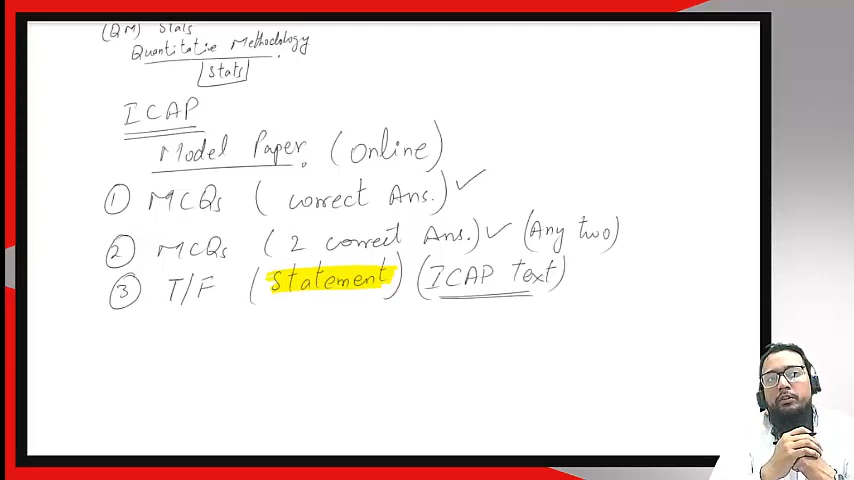 (QM) Stats
Quantitative Methodology.
Stats
ICAP
Model Paper. (Online)
① MCQs (correct Ans.) ✓
② MCQs (2 correct Ans.) ✓ (Any two)
③ T/F (Statement) (ICAP Text)